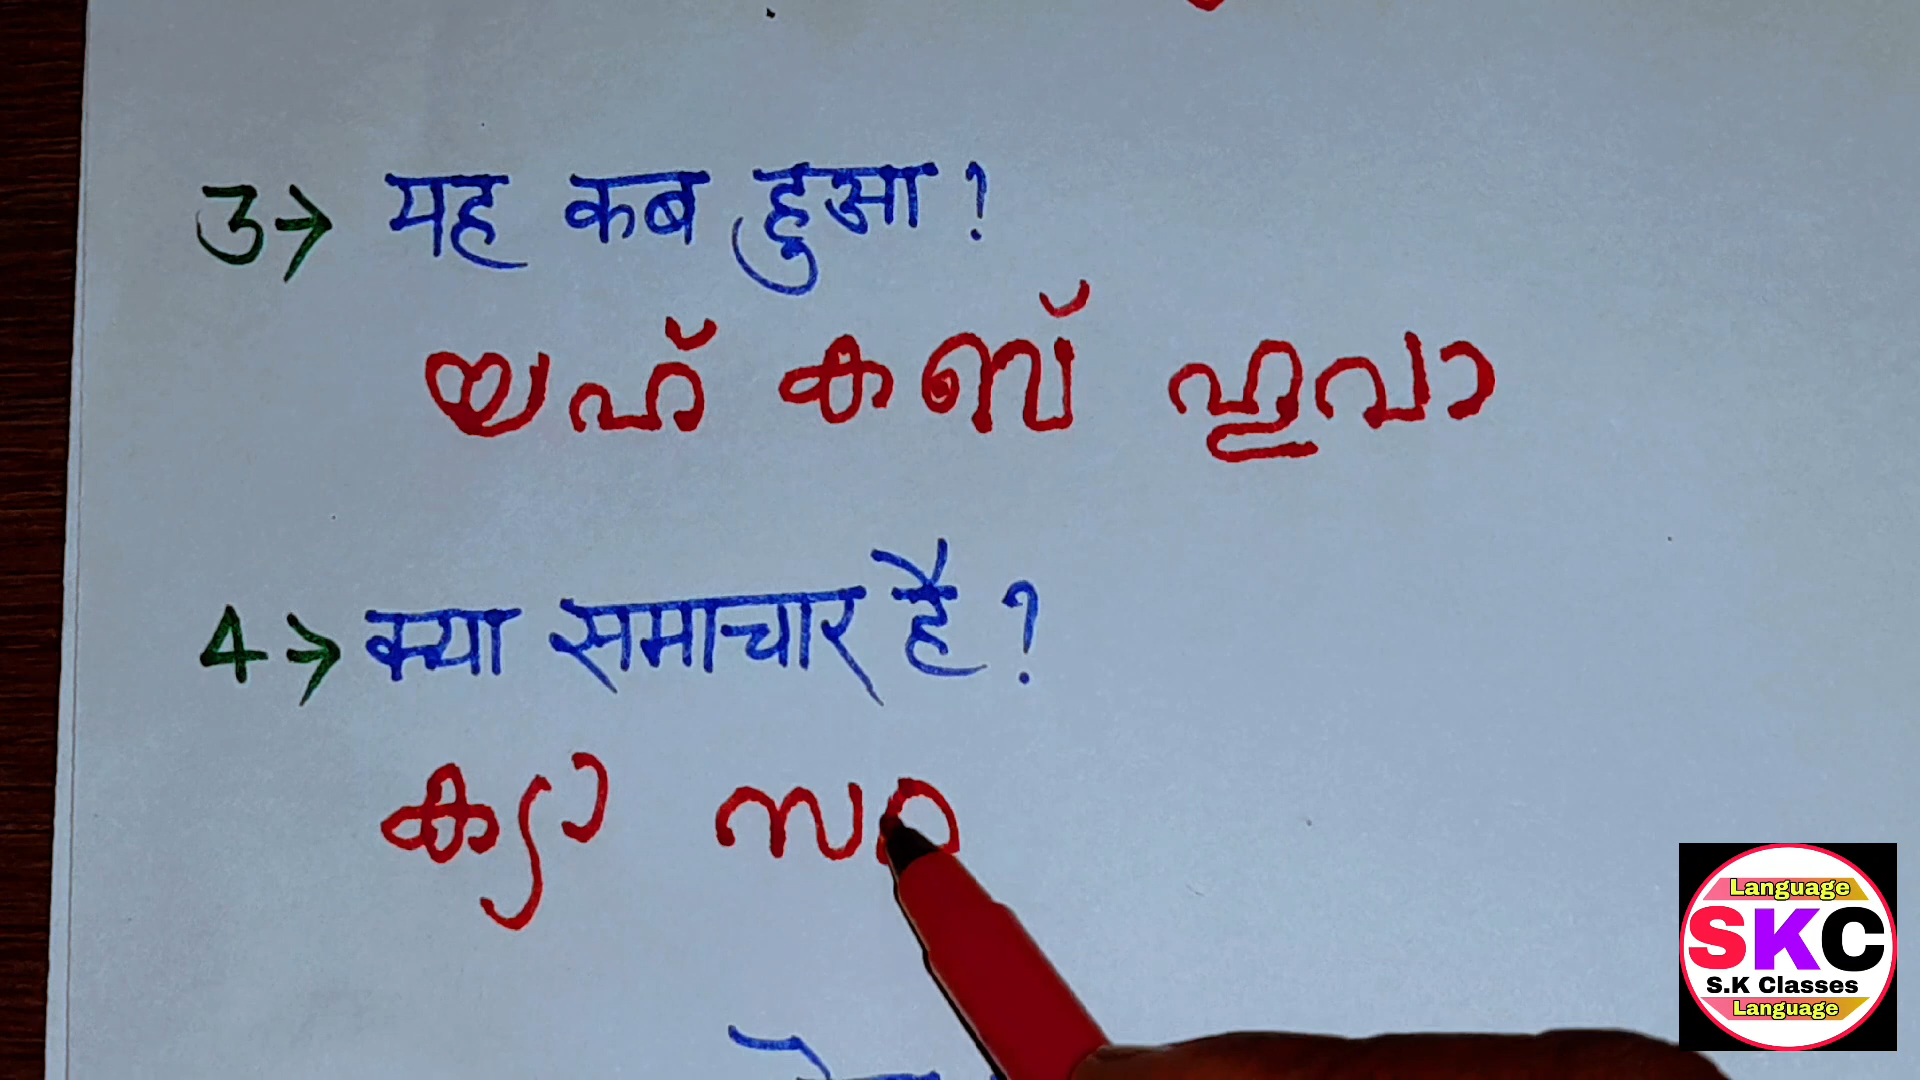 3→ यह कब हुआ?
യഹ് കബ് ഹൂവാ
4→ क्या समाचार है?
ക്യാ സ
Language
SKC
S.K Classes
Language